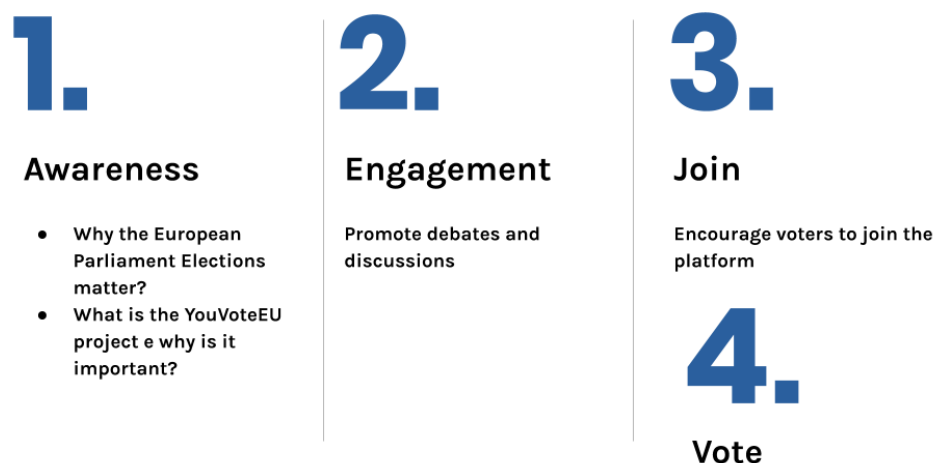 1.
Awareness
● Why the European
Parliament Elections
matter?
● What is the YouVoteEU
project e why is it
important?
2.
Engagement
Promote debates and
discussions
3.
Join
Encourage voters to join the
platform
4.
Vote